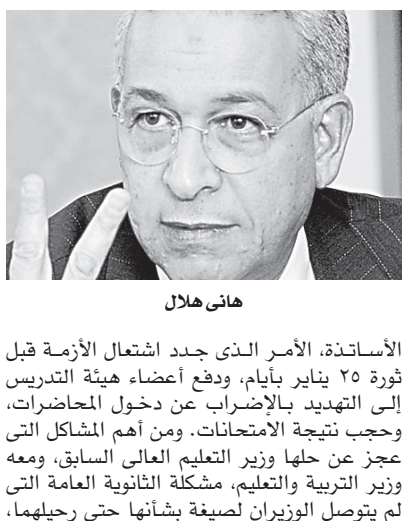 هانى هلال
الأساتذة، الأمر الذى جدد اشتعال الأزمة قبل
ثورة ٢٥ يناير بأيام، ودفع أعضاء هيئة التدريس
إلى التهديد بالإضراب عن دخول المحاضرات،
وحجب نتيجة الامتحانات. ومن أهم المشاكل التى
عجز عن حلها وزير التعليم العالى السابق، ومعه
وزير التربية والتعليم، مشكلة الثانوية العامة التى
لم يتوصل الوزيران لصيغة بشأنها حتى رحيلهما،